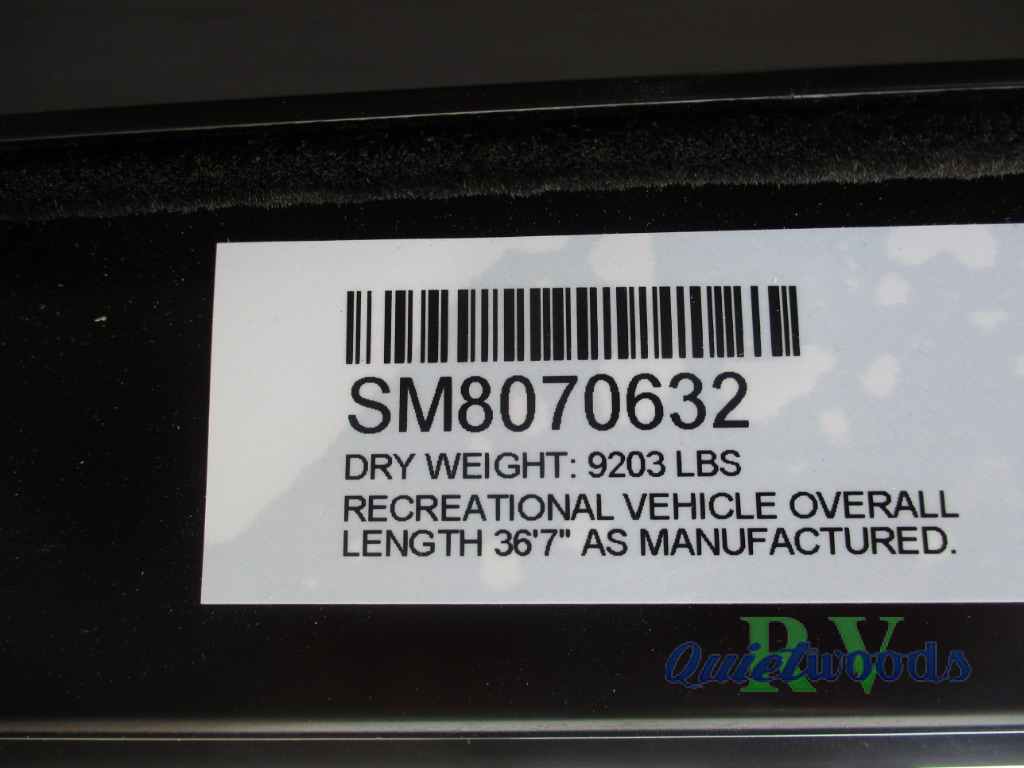 SM8070632
DRY WEIGHT: 9203 LBS
RECREATIONAL VEHICLE OVERALL
LENGTH 36'7" AS MANUFACTURED.
RV
Quietwoods